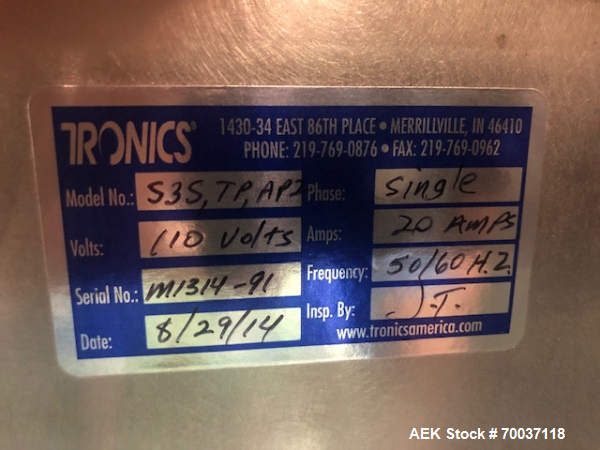 TRONICS®
1430-34 EAST 86TH PLACE • MERRILLVILLE, IN 46410
PHONE: 219-769-0876 • FAX: 219-769-0962
Model No.: S3S, TP, AP2 Phase: Single
Volts: 110 Volts Amps: 20 AMPS
Serial No.: M1314-91 Frequency: 50/60 H.Z.
Date: 8/29/14 Insp. By: J.T.
www.tronicsamerica.com
AEK Stock # 70037118